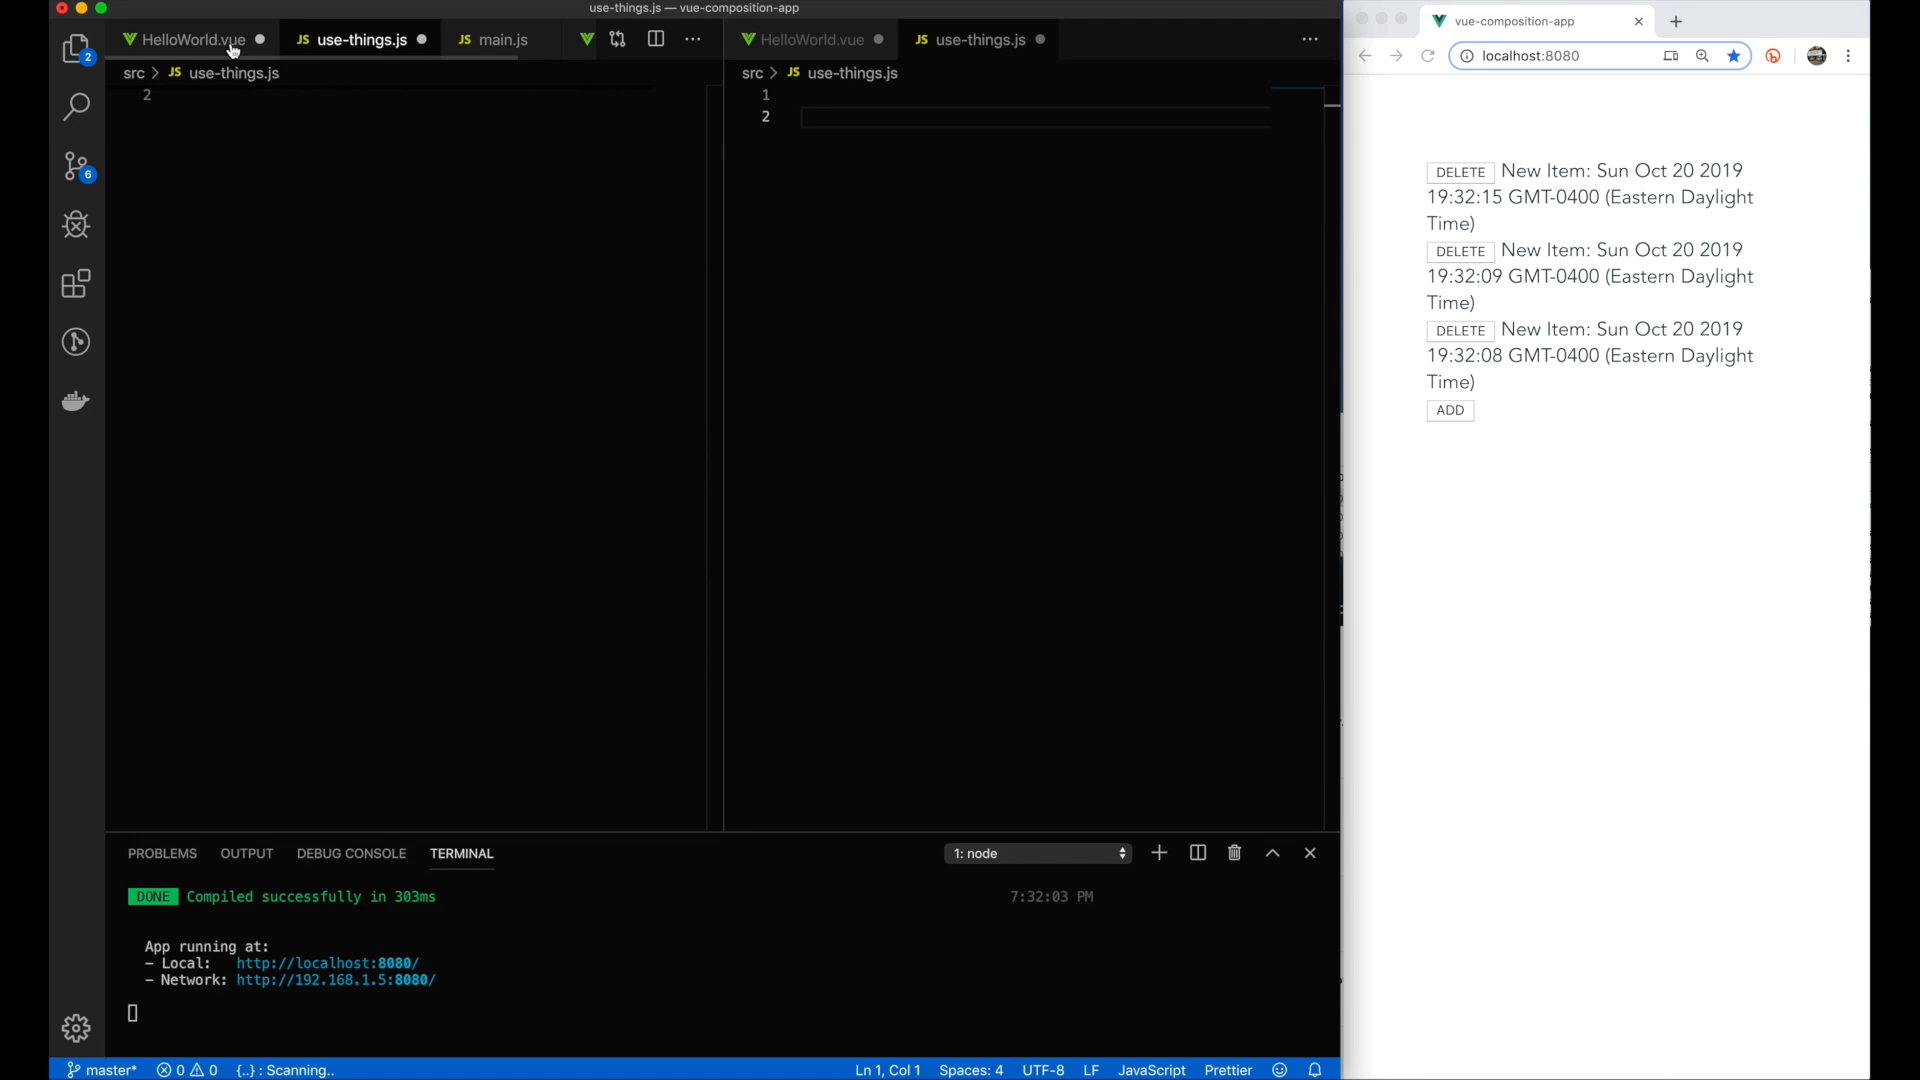 use-things.js — vue-composition-app
HelloWorld.vue
JS use-things.js
JS main.js
HelloWorld.vue
JS use-things.js
src > JS use-things.js
src > JS use-things.js
2
1
2
2
6
PROBLEMS
OUTPUT
DEBUG CONSOLE
TERMINAL
1: node
DONE Compiled successfully in 303ms
7:32:03 PM
App running at:
- Local: http://localhost:8080/
- Network: http://192.168.1.5:8080/
master*
0
0
{..} : Scanning..
Ln 1, Col 1
Spaces: 4
UTF-8
LF
JavaScript
Prettier
vue-composition-app
localhost:8080
DELETE New Item: Sun Oct 20 2019
19:32:15 GMT-0400 (Eastern Daylight
Time)
DELETE New Item: Sun Oct 20 2019
19:32:09 GMT-0400 (Eastern Daylight
Time)
DELETE New Item: Sun Oct 20 2019
19:32:08 GMT-0400 (Eastern Daylight
Time)
ADD